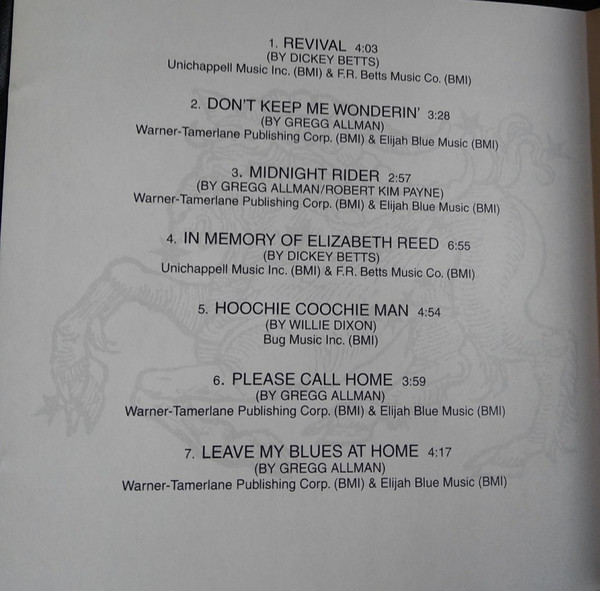 1. REVIVAL 4:03
(BY DICKEY BETTS)
Unichappell Music Inc. (BMI) & F.R. Betts Music Co. (BMI)
2. DON'T KEEP ME WONDERIN' 3:28
(BY GREGG ALLMAN)
Warner-Tamerlane Publishing Corp. (BMI) & Elijah Blue Music (BMI)
3. MIDNIGHT RIDER 2:57
(BY GREGG ALLMAN/ROBERT KIM PAYNE)
Warner-Tamerlane Publishing Corp. (BMI) & Elijah Blue Music (BMI)
4. IN MEMORY OF ELIZABETH REED 6:55
(BY DICKEY BETTS)
Unichappell Music Inc. (BMI) & F.R. Betts Music Co. (BMI)
5. HOOCHIE COOCHIE MAN 4:54
(BY WILLIE DIXON)
Bug Music Inc. (BMI)
6. PLEASE CALL HOME 3:59
(BY GREGG ALLMAN)
Warner-Tamerlane Publishing Corp. (BMI) & Elijah Blue Music (BMI)
7. LEAVE MY BLUES AT HOME 4:17
(BY GREGG ALLMAN)
Warner-Tamerlane Publishing Corp. (BMI) & Elijah Blue Music (BMI)